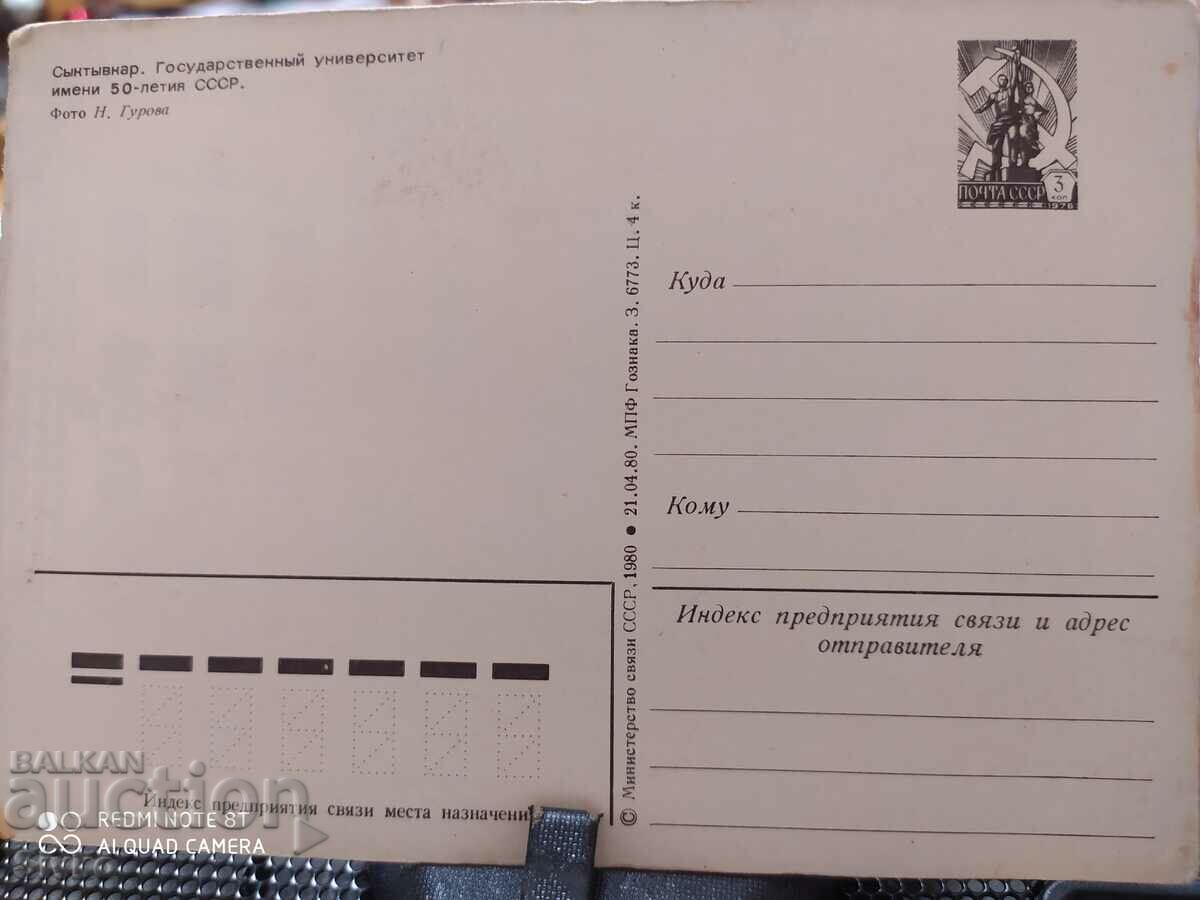 Сыктывкар. Государственный университет
имени 50-летия СССР.
Фото Н. Гурова
ПОЧТА СССР
3
КОП
1976
Куда
Кому
Индекс предприятия связи и адрес
отправителя
© Министерство связи СССР, 1980 • 21.04.80. МПФ Гознака. З. 6773. Ц. 4 к.
Индекс предприятия связи места
BALKAN
auction
REDMI NOTE 8T
AI QUAD CAMERA